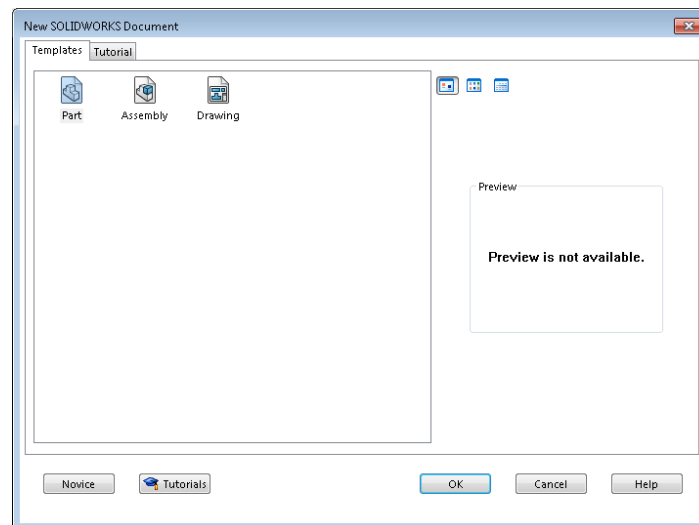 New SOLIDWORKS Document
Templates Tutorial
Part Assembly Drawing
Preview
Preview is not available.
Novice Tutorials OK Cancel Help